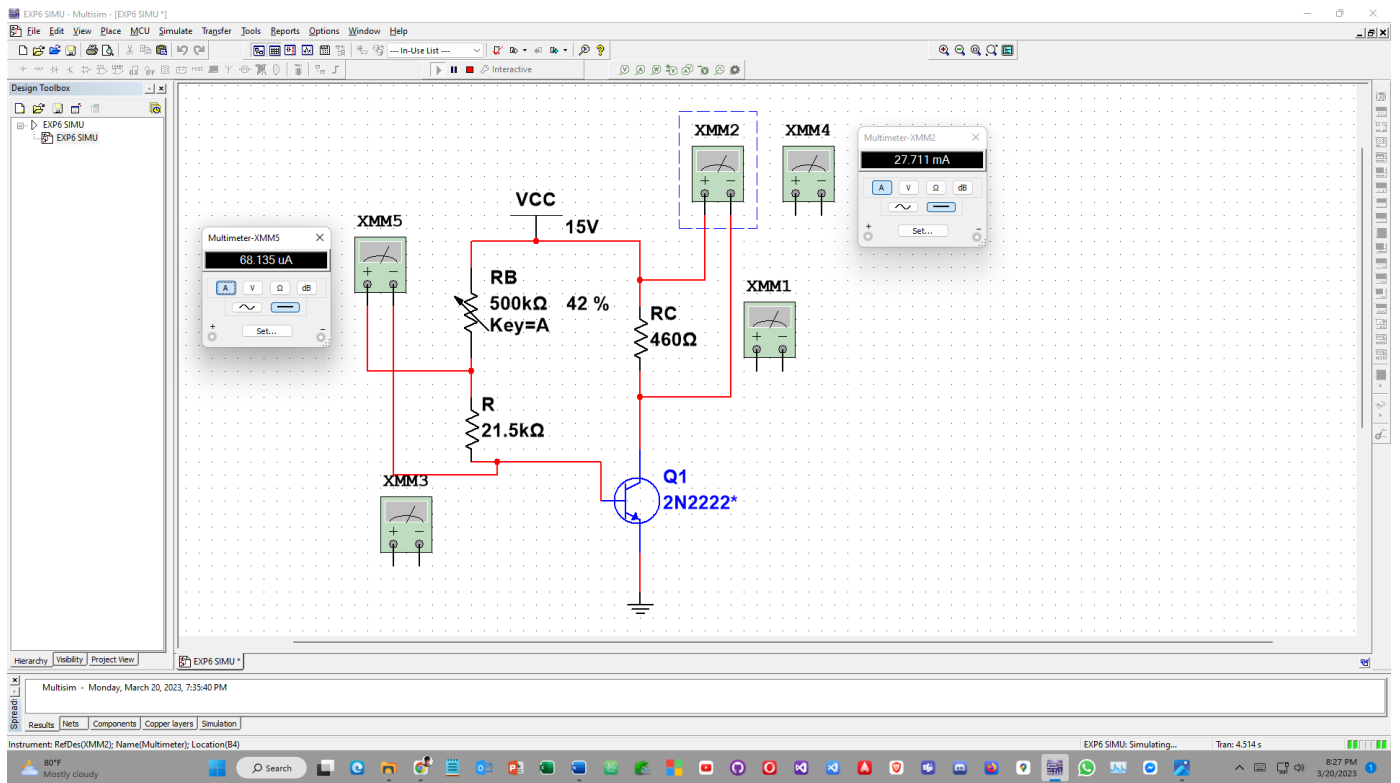 EXP6 SIMU - Multisim - [EXP6 SIMU *]
File Edit View Place MCU Simulate Transfer Tools Reports Options Window Help
--- In-Use List ---
Interactive
Design Toolbox
EXP6 SIMU
EXP6 SIMU
XMM2
XMM4
Multimeter-XMM2
27.711 mA
A V Ω dB
Set...
+ −
VCC
15V
XMM5
Multimeter-XMM5
68.135 uA
A V Ω dB
Set...
+ −
RB
500kΩ 42 %
Key=A
XMM1
RC
460Ω
R
21.5kΩ
XMM3
Q1
2N2222*
Hierarchy Visibility Project View
EXP6 SIMU *
Multisim - Monday, March 20, 2023, 7:35:40 PM
Results Nets Components Copper layers Simulation
Instrument: RefDes(XMM2); Name(Multimeter); Location(B4)
EXP6 SIMU: Simulating...
Tran: 4.514 s
80°F
Mostly cloudy
Search
8:27 PM
3/20/2023